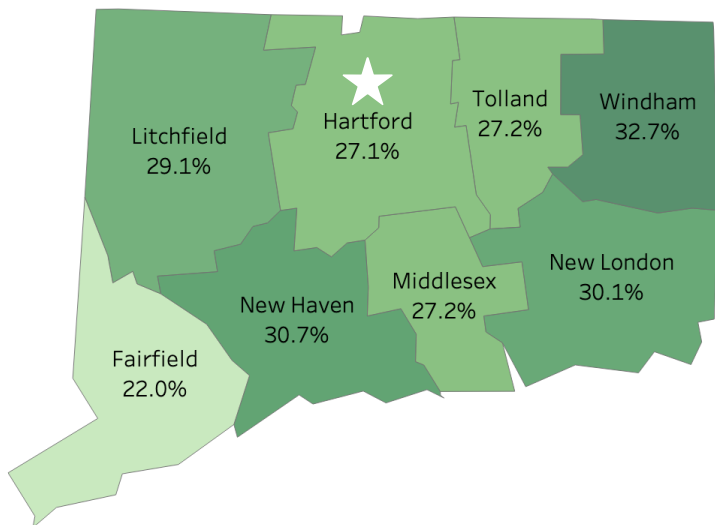 Litchfield
29.1%
Hartford
27.1%
Tolland
27.2%
Windham
32.7%
Fairfield
22.0%
New Haven
30.7%
Middlesex
27.2%
New London
30.1%